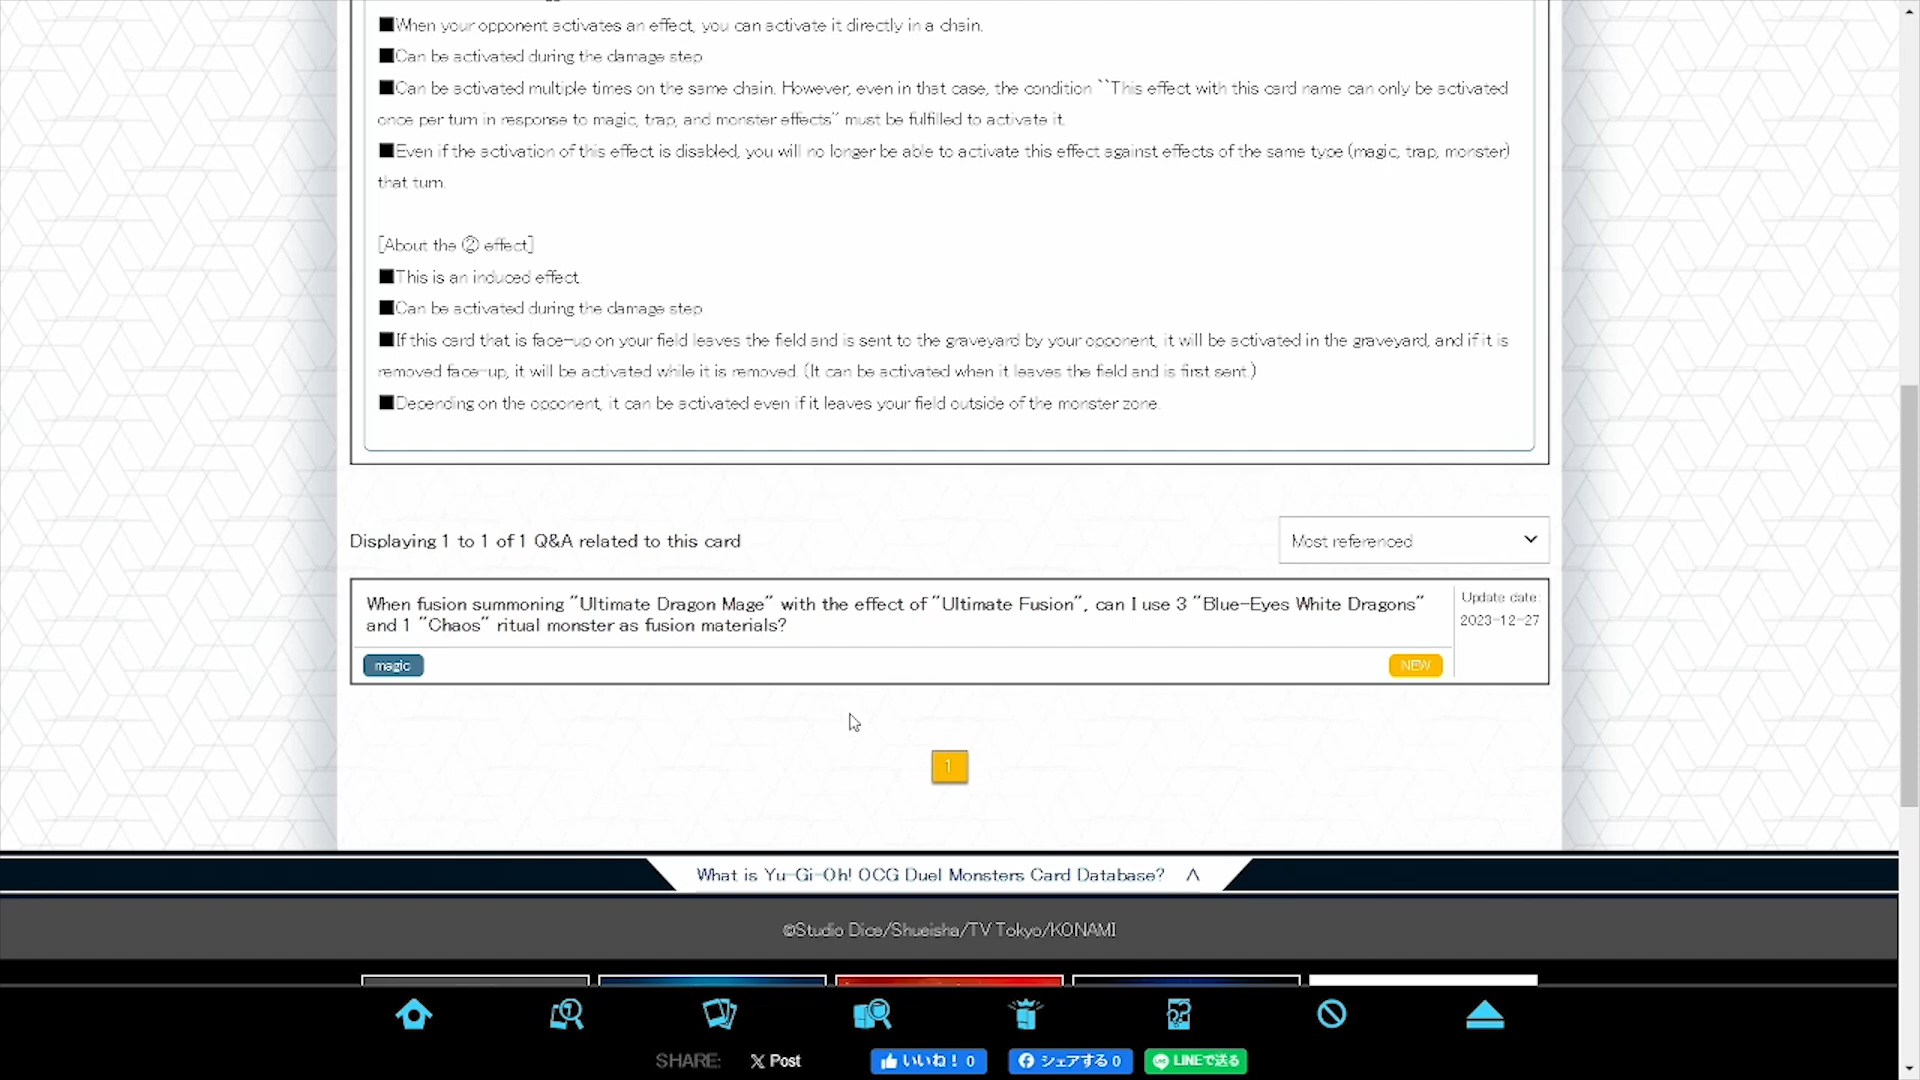 ■When your opponent activates an effect, you can activate it directly in a chain.
■Can be activated during the damage step
■Can be activated multiple times on the same chain. However, even in that case, the condition ``This effect with this card name can only be activated
once per turn in response to magic, trap, and monster effects'' must be fulfilled to activate it.
■Even if the activation of this effect is disabled, you will no longer be able to activate this effect against effects of the same type (magic, trap, monster)
that turn.
[About the ② effect]
■This is an induced effect.
■Can be activated during the damage step
■If this card that is face-up on your field leaves the field and is sent to the graveyard by your opponent, it will be activated in the graveyard, and if it is
removed face-up, it will be activated while it is removed. (It can be activated when it leaves the field and is first sent.)
■Depending on the opponent, it can be activated even if it leaves your field outside of the monster zone.
Displaying 1 to 1 of 1 Q&A related to this card
Most referenced
When fusion summoning "Ultimate Dragon Mage" with the effect of "Ultimate Fusion", can I use 3 "Blue-Eyes White Dragons"
and 1 "Chaos" ritual monster as fusion materials?
Update date:
2023-12-27
magic
NEW
1
What is Yu-Gi-Oh! OCG Duel Monsters Card Database? ∧
©Studio Dice/Shueisha/TV Tokyo/KONAMI
SHARE:
X Post
いいね！ 0
シェアする 0
LINEで送る